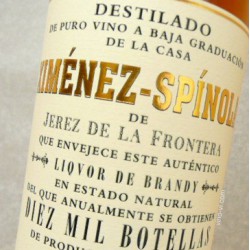 DESTILADO
DE PURO VINO A BAJA GRADUACIÓN
DE LA CASA
XIMÉNEZ-SPÍNOLA
DE
JEREZ DE LA FRONTERA
QUE ENVEJECE ESTE AUTÉNTICO
LIQVOR DE BRANDY
EN ESTADO NATURAL
DEL QUE ANUALMENTE SE OBTIENEN
DIEZ MIL BOTELLAS
DE